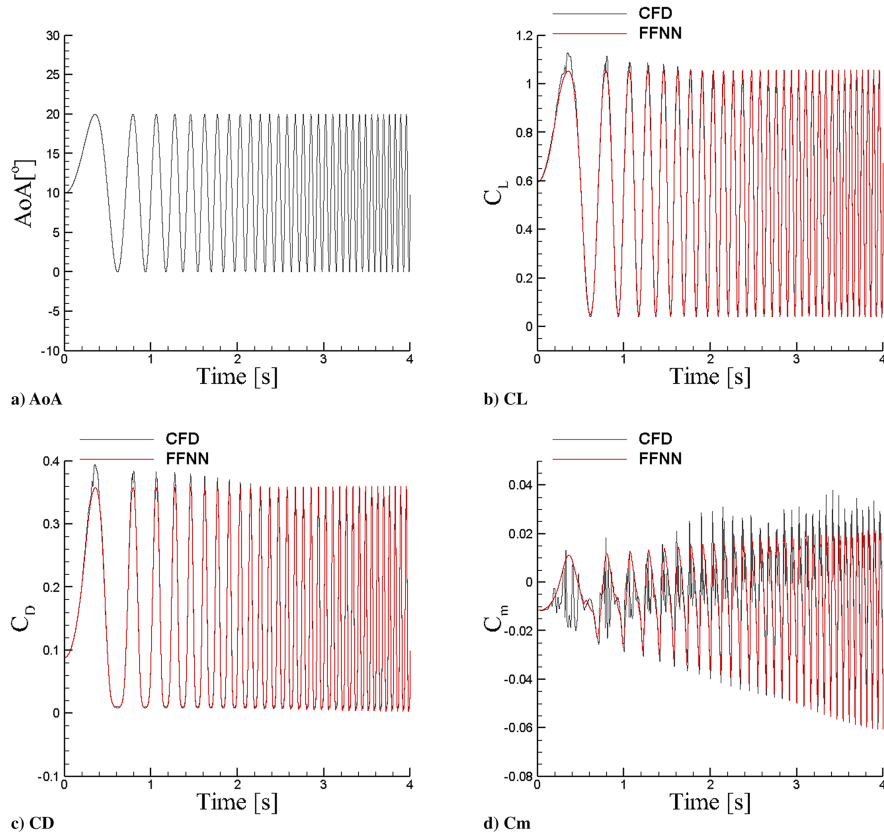 30
25
20
15
10
5
0
-5
-10
AoA[°]
0
1
2
3
4
Time [s]
a) AoA
CFD
FFNN
1.2
1
0.8
0.6
0.4
0.2
0
C_L
0
1
2
3
4
Time [s]
b) CL
CFD
FFNN
0.4
0.3
0.2
0.1
0
-0.1
C_D
0
1
2
3
4
Time [s]
c) CD
CFD
FFNN
0.04
0.02
0
-0.02
-0.04
-0.06
-0.08
C_m
0
1
2
3
4
Time [s]
d) Cm